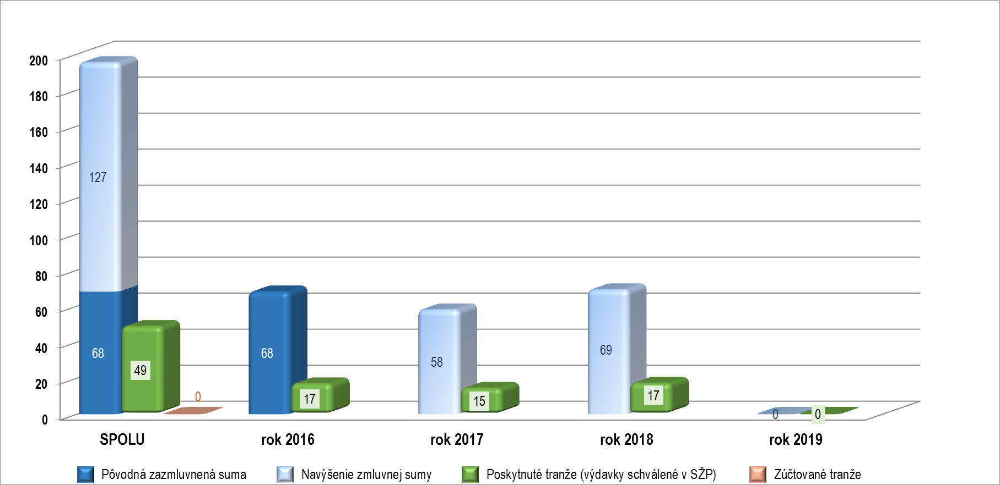 200
180
160
140
120
100
80
60
40
20
0
127
68
49
0
68
17
58
15
69
17
0
0
SPOLU
rok 2016
rok 2017
rok 2018
rok 2019
Pôvodná zazmluvnená suma
Navýšenie zmluvnej sumy
Poskytnuté tranže (výdavky schválené v SŽP)
Zúčtované tranže